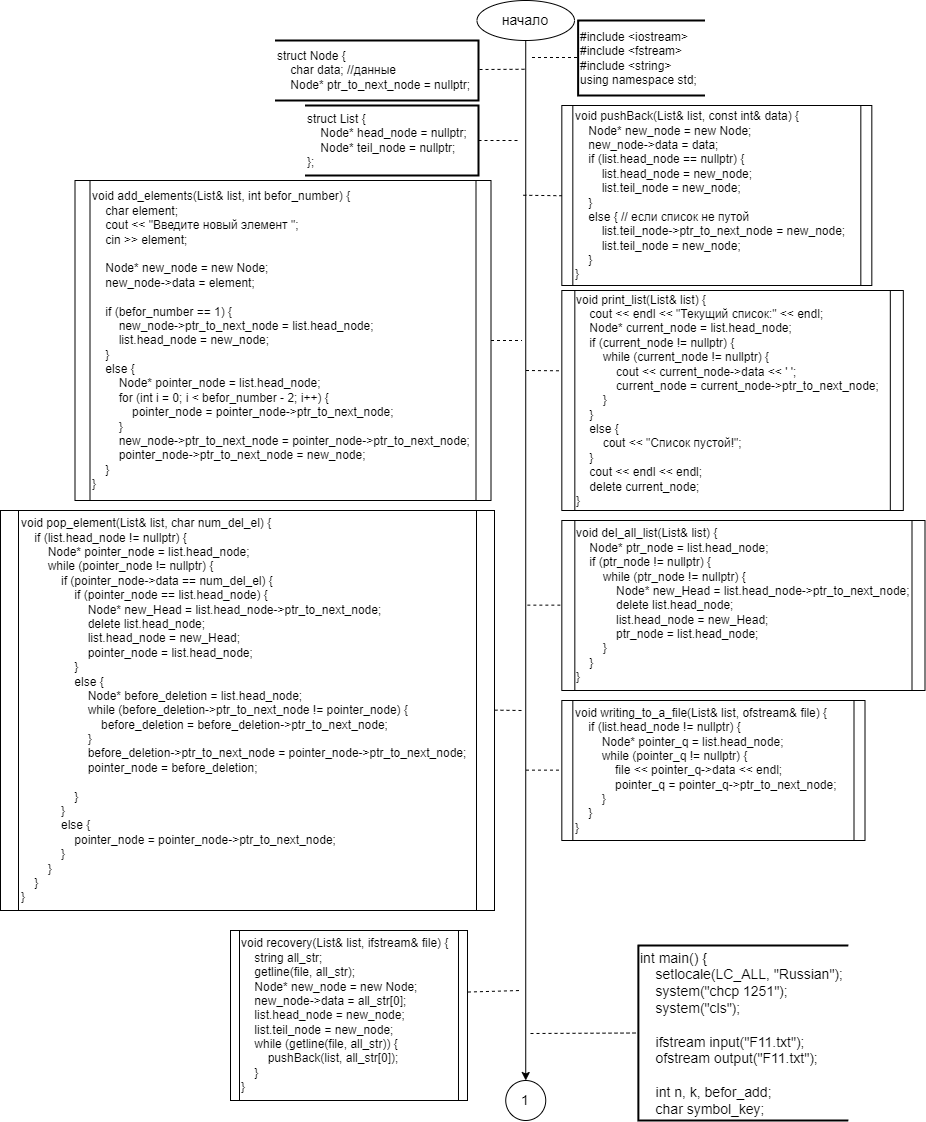 начало
#include <iostream>
#include <fstream>
#include <string>
using namespace std;
struct Node {
char data; //данные
Node* ptr_to_next_node = nullptr;
struct List {
Node* head_node = nullptr;
Node* teil_node = nullptr;
};
void pushBack(List& list, const int& data) {
Node* new_node = new Node;
new_node->data = data;
if (list.head_node == nullptr) {
list.head_node = new_node;
list.teil_node = new_node;
}
else { // если список не путой
list.teil_node->ptr_to_next_node = new_node;
list.teil_node = new_node;
}
}
void add_elements(List& list, int befor_number) {
char element;
cout << "Введите новый элемент ";
cin >> element;
Node* new_node = new Node;
new_node->data = element;
if (befor_number == 1) {
new_node->ptr_to_next_node = list.head_node;
list.head_node = new_node;
}
else {
Node* pointer_node = list.head_node;
for (int i = 0; i < befor_number - 2; i++) {
pointer_node = pointer_node->ptr_to_next_node;
}
new_node->ptr_to_next_node = pointer_node->ptr_to_next_node;
pointer_node->ptr_to_next_node = new_node;
}
}
void print_list(List& list) {
cout << endl << "Текущий список:" << endl;
Node* current_node = list.head_node;
if (current_node != nullptr) {
while (current_node != nullptr) {
cout << current_node->data << ' ';
current_node = current_node->ptr_to_next_node;
}
}
else {
cout << "Список пустой!";
}
cout << endl << endl;
delete current_node;
}
void pop_element(List& list, char num_del_el) {
if (list.head_node != nullptr) {
Node* pointer_node = list.head_node;
while (pointer_node != nullptr) {
if (pointer_node->data == num_del_el) {
if (pointer_node == list.head_node) {
Node* new_Head = list.head_node->ptr_to_next_node;
delete list.head_node;
list.head_node = new_Head;
pointer_node = list.head_node;
}
else {
Node* before_deletion = list.head_node;
while (before_deletion->ptr_to_next_node != pointer_node) {
before_deletion = before_deletion->ptr_to_next_node;
}
before_deletion->ptr_to_next_node = pointer_node->ptr_to_next_node;
pointer_node = before_deletion;
}
}
else {
pointer_node = pointer_node->ptr_to_next_node;
}
}
}
}
void del_all_list(List& list) {
Node* ptr_node = list.head_node;
if (ptr_node != nullptr) {
while (ptr_node != nullptr) {
Node* new_Head = list.head_node->ptr_to_next_node;
delete list.head_node;
list.head_node = new_Head;
ptr_node = list.head_node;
}
}
}
void writing_to_a_file(List& list, ofstream& file) {
if (list.head_node != nullptr) {
Node* pointer_q = list.head_node;
while (pointer_q != nullptr) {
file << pointer_q->data << endl;
pointer_q = pointer_q->ptr_to_next_node;
}
}
}
void recovery(List& list, ifstream& file) {
string all_str;
getline(file, all_str);
Node* new_node = new Node;
new_node->data = all_str[0];
list.head_node = new_node;
list.teil_node = new_node;
while (getline(file, all_str)) {
pushBack(list, all_str[0]);
}
}
int main() {
setlocale(LC_ALL, "Russian");
system("chcp 1251");
system("cls");
ifstream input("F11.txt");
ofstream output("F11.txt");
int n, k, befor_add;
char symbol_key;
1